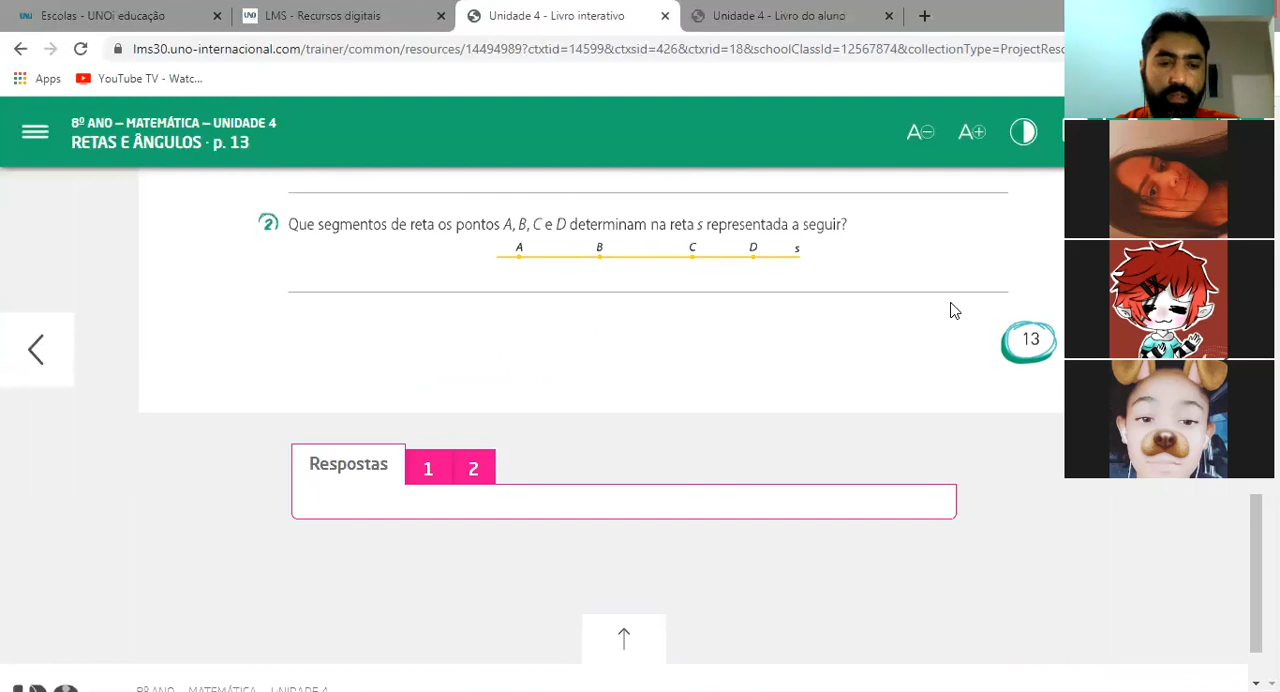 Escolas - UNOi educação
UNO LMS - Recursos digitais
Unidade 4 - Livro interativo
Unidade 4 - Livro do aluno
lms30.uno-internacional.com/trainer/common/resources/14494989?ctxtid=14599&ctxsid=426&ctxrid=18&schoolClassId=12567874&collectionType=ProjectReso
Apps
YouTube TV - Watc...
8º ANO – MATEMÁTICA – UNIDADE 4
RETAS E ÂNGULOS · p. 13
A A
2 Que segmentos de reta os pontos A, B, C e D determinam na reta s representada a seguir?
A B C D s
13
Respostas 1 2
8º ANO – MATEMÁTICA – UNIDADE 4